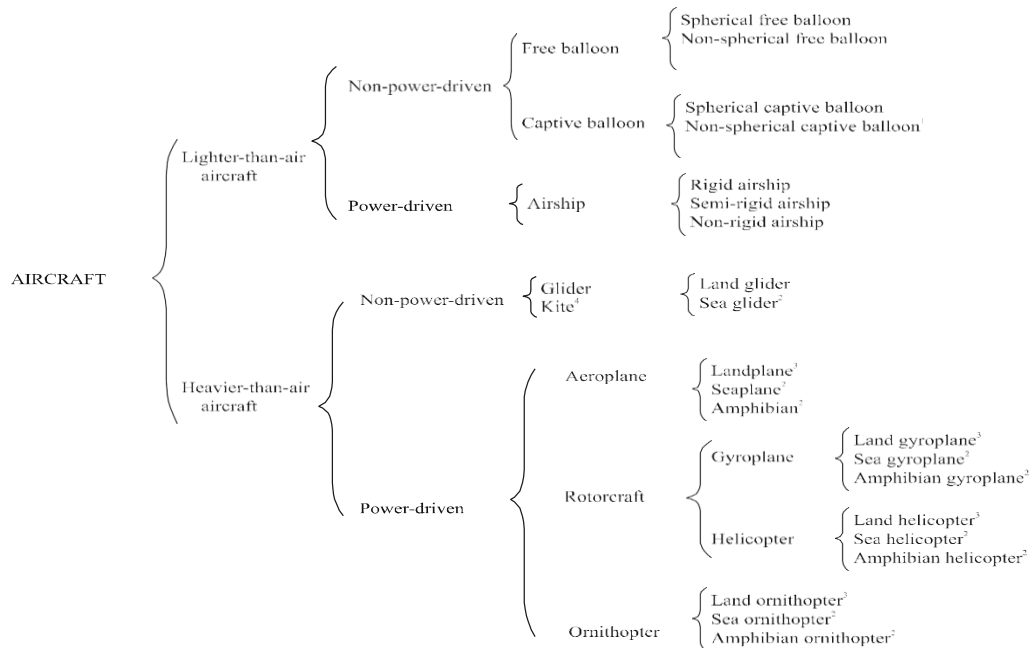 Spherical free balloon
Free balloon
Non-spherical free balloon
Non-power-driven
Spherical captive balloon
Captive balloon
Non-spherical captive balloon¹
Lighter-than-air
aircraft
Rigid airship
Power-driven
Airship
Semi-rigid airship
Non-rigid airship
AIRCRAFT
Non-power-driven
Glider
Kite⁴
Land glider
Sea glider²
Heavier-than-air
aircraft
Aeroplane
Landplane³
Seaplane²
Amphibian²
Power-driven
Rotorcraft
Gyroplane
Land gyroplane³
Sea gyroplane²
Amphibian gyroplane²
Helicopter
Land helicopter³
Sea helicopter²
Amphibian helicopter²
Ornithopter
Land ornithopter³
Sea ornithopter²
Amphibian ornithopter²